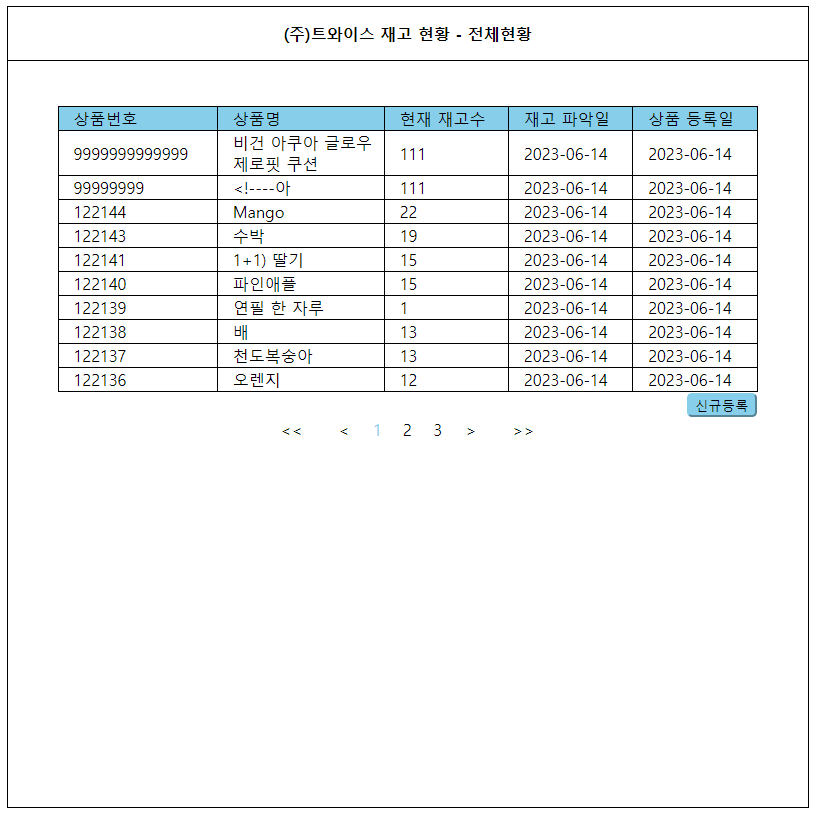 (주)트와이스 재고 현황 - 전체현황
상품번호 상품명 현재 재고수 재고 파악일 상품 등록일
9999999999999 비건 아쿠아 글로우 제로핏 쿠션 111 2023-06-14 2023-06-14
99999999 <!----아 111 2023-06-14 2023-06-14
122144 Mango 22 2023-06-14 2023-06-14
122143 수박 19 2023-06-14 2023-06-14
122141 1+1) 딸기 15 2023-06-14 2023-06-14
122140 파인애플 15 2023-06-14 2023-06-14
122139 연필 한 자루 1 2023-06-14 2023-06-14
122138 배 13 2023-06-14 2023-06-14
122137 천도복숭아 13 2023-06-14 2023-06-14
122136 오렌지 12 2023-06-14 2023-06-14
신규등록
<< < 1 2 3 > >>